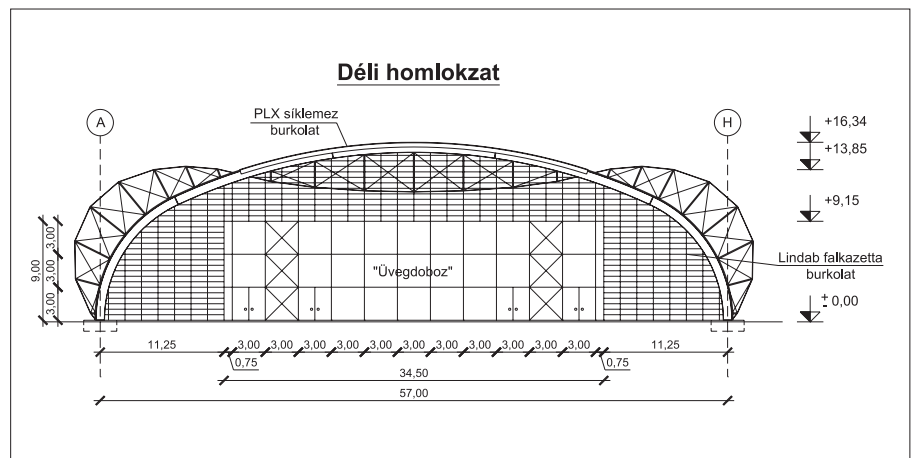 Déli homlokzat
PLX síklemez
burkolat
A
H
+16,34
+13,85
+9,15
± 0,00
"Üvegdoboz"
Lindab falkazetta
burkolat
9,00
3,00
3,00
3,00
11,25
3,00 3,00 3,00 3,00 3,00 3,00 3,00 3,00 3,00 3,00 3,00
11,25
0,75
0,75
34,50
57,00